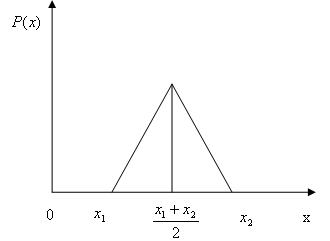 P(x)
0 x₁ (x₁ + x₂)/2 x₂ x